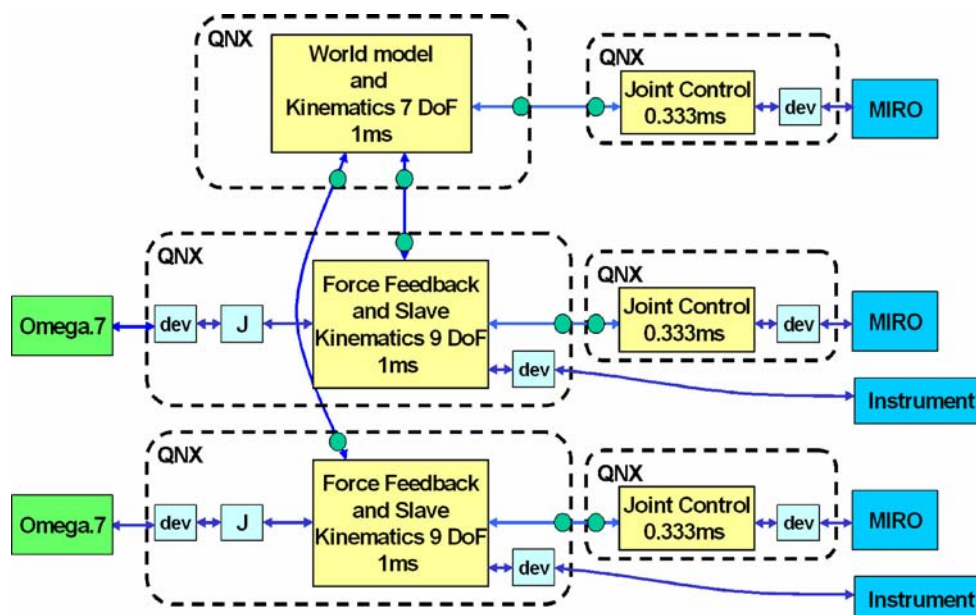 QNX
World model
and
Kinematics 7 DoF
1ms
QNX
Joint Control
0.333ms
dev
MIRO
QNX
Omega.7
dev
J
Force Feedback
and Slave
Kinematics 9 DoF
1ms
dev
QNX
Joint Control
0.333ms
dev
MIRO
Instrument
QNX
Omega.7
dev
J
Force Feedback
and Slave
Kinematics 9 DoF
1ms
dev
QNX
Joint Control
0.333ms
dev
MIRO
Instrument